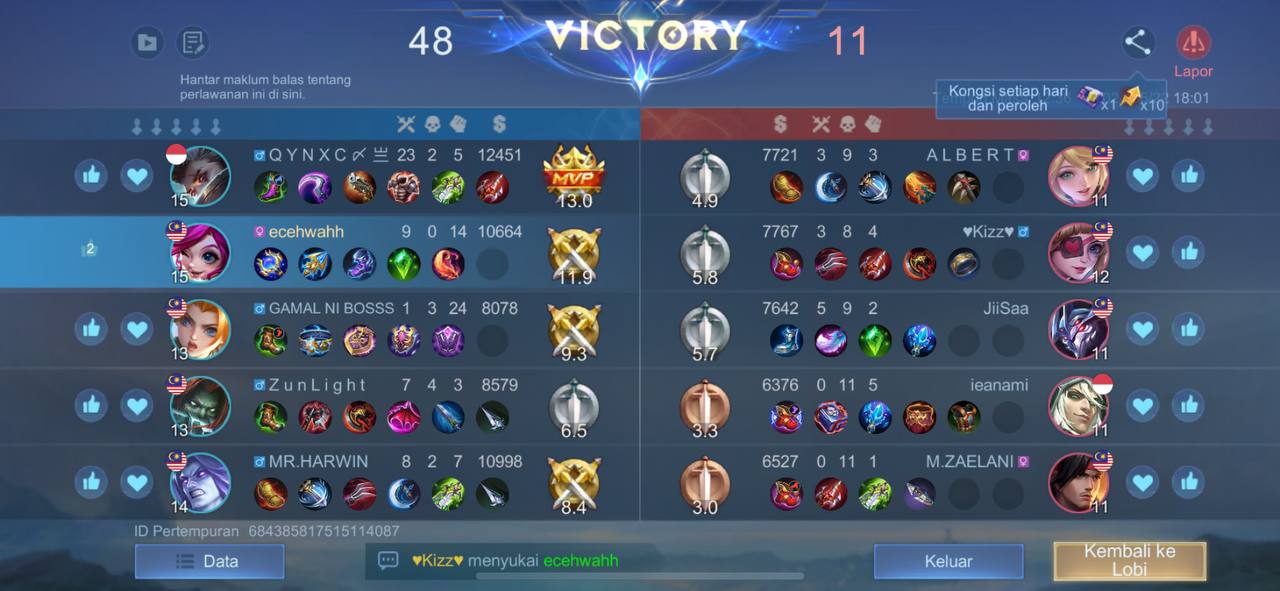 48 VICTORY 11
Lapor
Hantar maklum balas tentang
perlawanan ini di sini.
Kongsi setiap hari
dan peroleh x1 x10
18:01
15 Q Y N X C 23 2 5 12451 MVP 13.0
4.9 7721 3 9 3 A L B E R T 11
2 15 ecehwahh 9 0 14 10664 11.9
5.8 7767 3 8 4 ♥Kizz♥ 12
13 GAMAL NI BOSSS 1 3 24 8078 9.3
5.7 7642 5 9 2 JiiSaa 11
13 Z u n L i g h t 7 4 3 8579 6.5
3.3 6376 0 11 5 ieanami 11
14 MR.HARWIN 8 2 7 10998 8.4
3.0 6527 0 11 1 M.ZAELANI 11
ID Pertempuran 684385817515114087
Data
♥Kizz♥ menyukai ecehwahh
Keluar
Kembali ke
Lobi